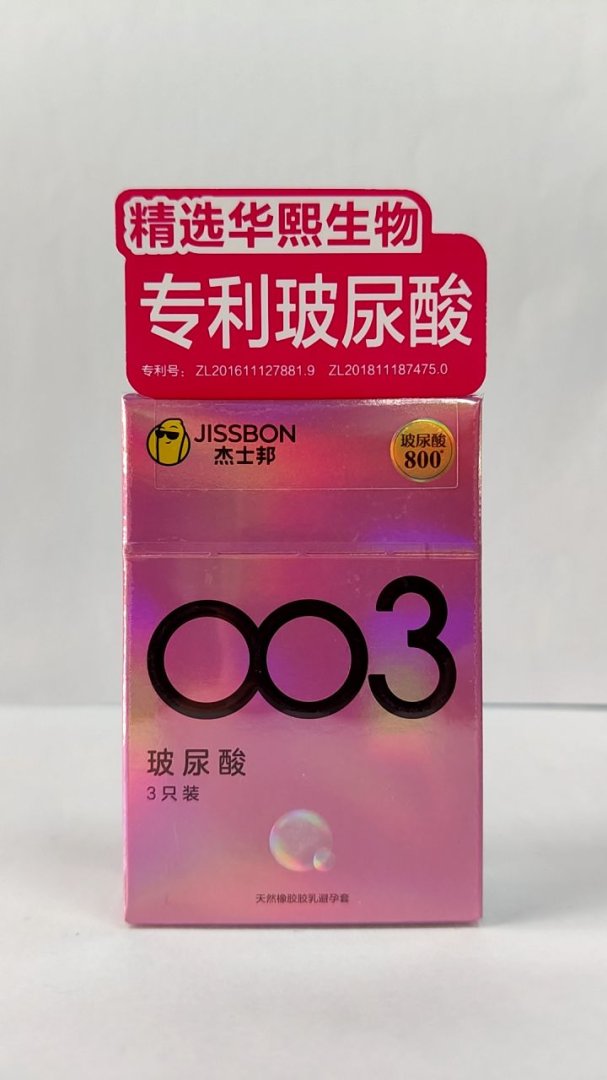 精选华熙生物
专利玻尿酸
专利号： ZL201611127881.9 ZL201811187475.0
JISSBON
杰士邦
玻尿酸
800°
003
玻尿酸
3只装
天然橡胶胶乳避孕套